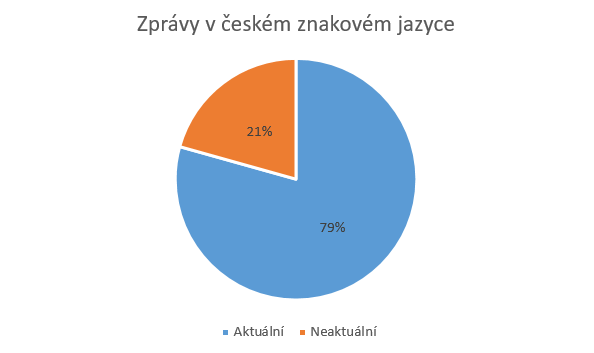 Zprávy v českém znakovém jazyce
21%
79%
Aktuální Neaktuální